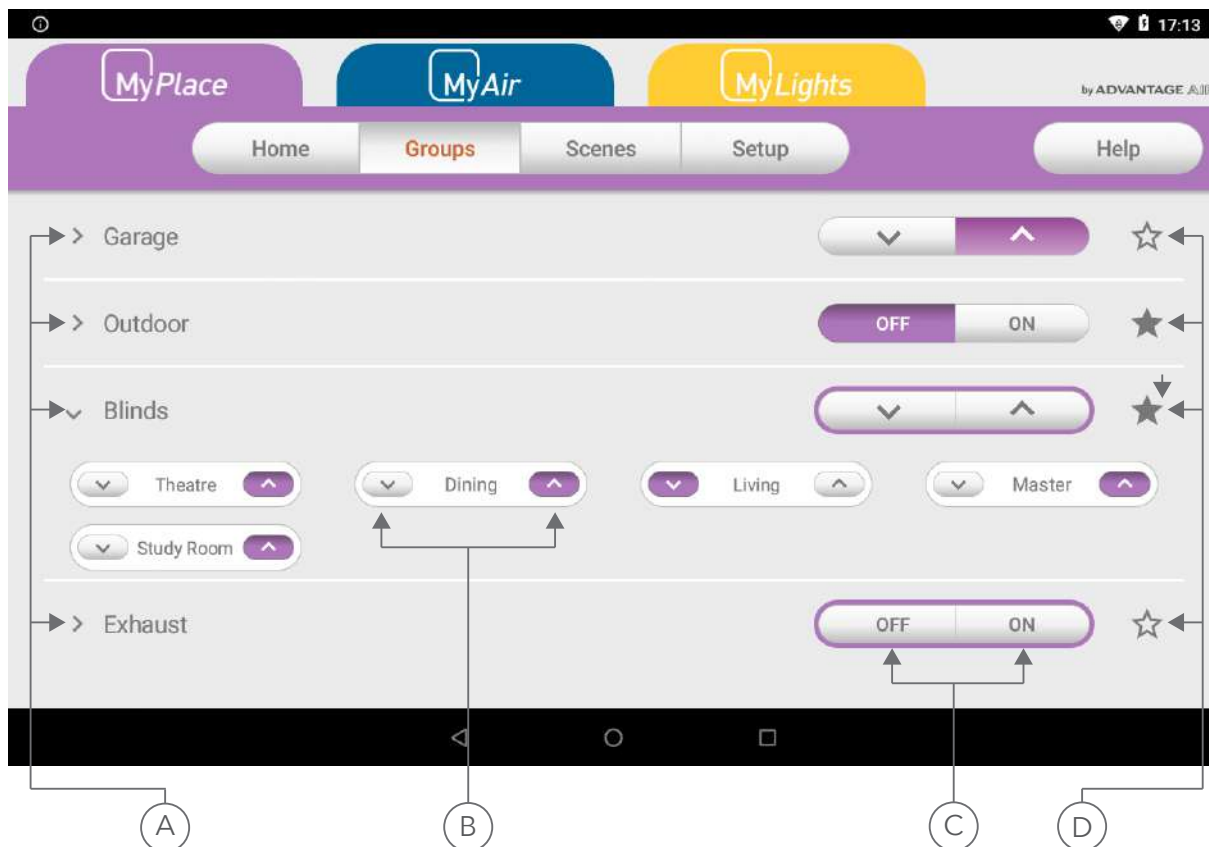 17:13
MyPlace MyAir MyLights
by ADVANTAGE AIR
Home Groups Scenes Setup Help
Garage
Outdoor OFF ON
Blinds
Theatre Dining Living Master
Study Room
Exhaust OFF ON
A B C D